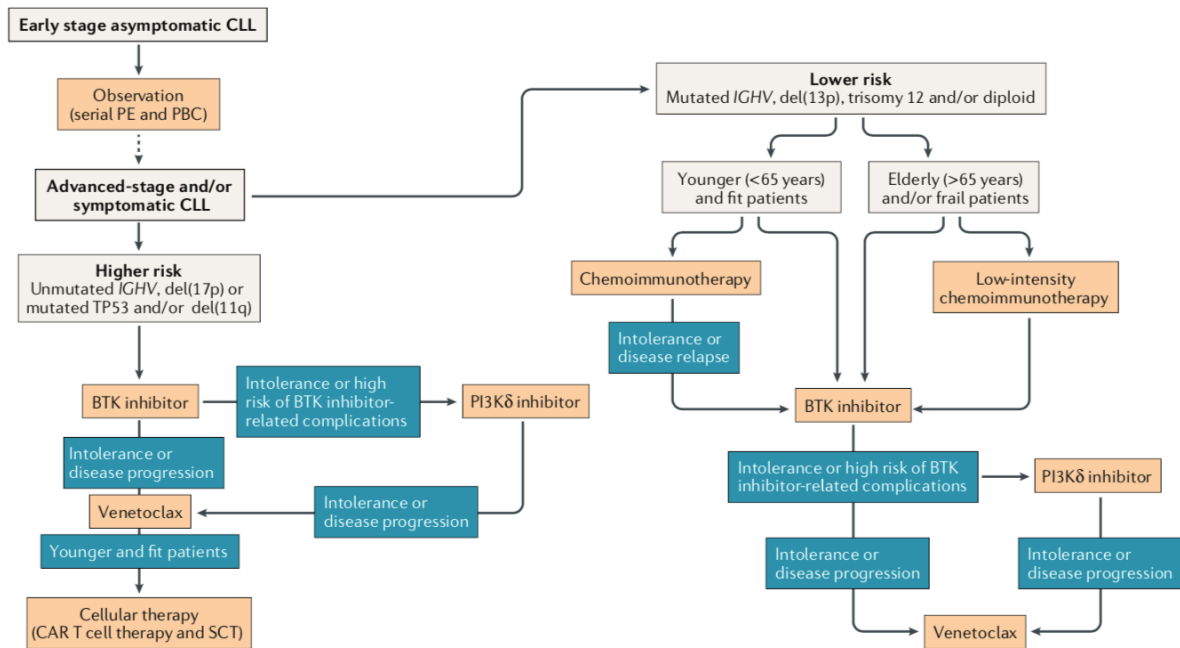 Early stage asymptomatic CLL
Observation
(serial PE and PBC)
Advanced-stage and/or
symptomatic CLL
Higher risk
Unmutated IGHV, del(17p) or
mutated TP53 and/or del(11q)
BTK inhibitor
Intolerance or high
risk of BTK inhibitor-
related complications
PI3Kδ inhibitor
Intolerance or
disease progression
Venetoclax
Intolerance or
disease progression
Younger and fit patients
Cellular therapy
(CAR T cell therapy and SCT)
Lower risk
Mutated IGHV, del(13p), trisomy 12 and/or diploid
Younger (<65 years)
and fit patients
Elderly (>65 years)
and/or frail patients
Chemoimmunotherapy
Low-intensity
chemoimmunotherapy
Intolerance or
disease relapse
BTK inhibitor
Intolerance or high risk of BTK
inhibitor-related complications
PI3Kδ inhibitor
Intolerance or
disease progression
Intolerance or
disease progression
Venetoclax